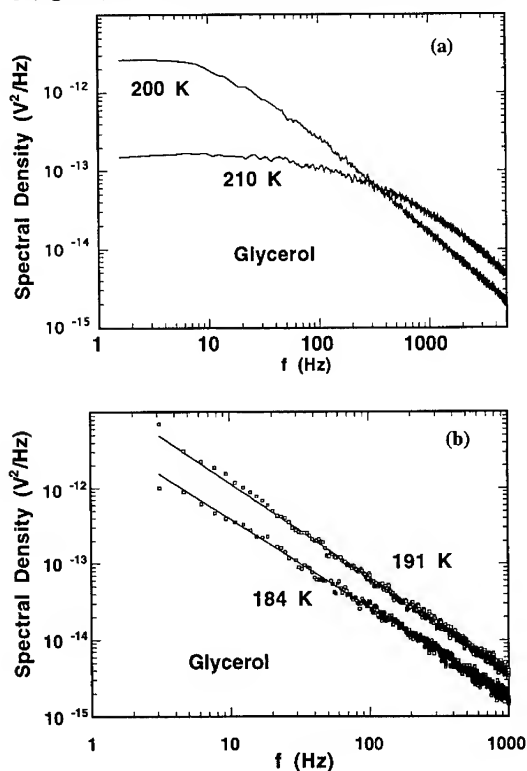 (a)
Spectral Density (V²/Hz)
10⁻¹²
10⁻¹³
10⁻¹⁴
10⁻¹⁵
200 K
210 K
Glycerol
1 10 100 1000
f (Hz)
(b)
Spectral Density (V²/Hz)
10⁻¹²
10⁻¹³
10⁻¹⁴
10⁻¹⁵
191 K
184 K
Glycerol
1 10 100 1000
f (Hz)